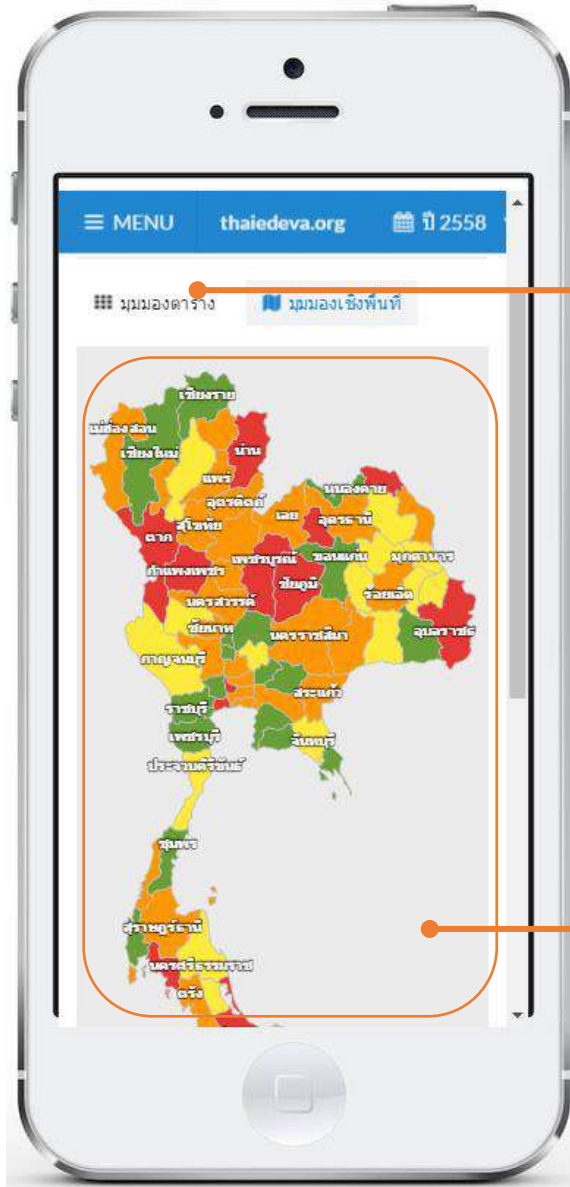 MENU thaiedeva.org ปี 2558
มุมมองตาราง มุมมองเชิงพื้นที่
เชียงราย
แม่ฮ่องสอน
เชียงใหม่
น่าน
แพร่
หนองคาย
อุตรดิตถ์
เลย
อุดรธานี
สุโขทัย
ตาก
เพชรบูรณ์
ขอนแก่น
มุกดาหาร
กำแพงเพชร
ชัยภูมิ
ร้อยเอ็ด
นครสวรรค์
ชัยนาท
นครราชสีมา
อุบลราชธ
กาญจนบุรี
สระแก้ว
ราชบุรี
เพชรบุรี
จันทบุรี
ประจวบคีรีขันธ์
ชุมพร
สุราษฎร์ธานี
นครศรีธรรมราช
ตรัง